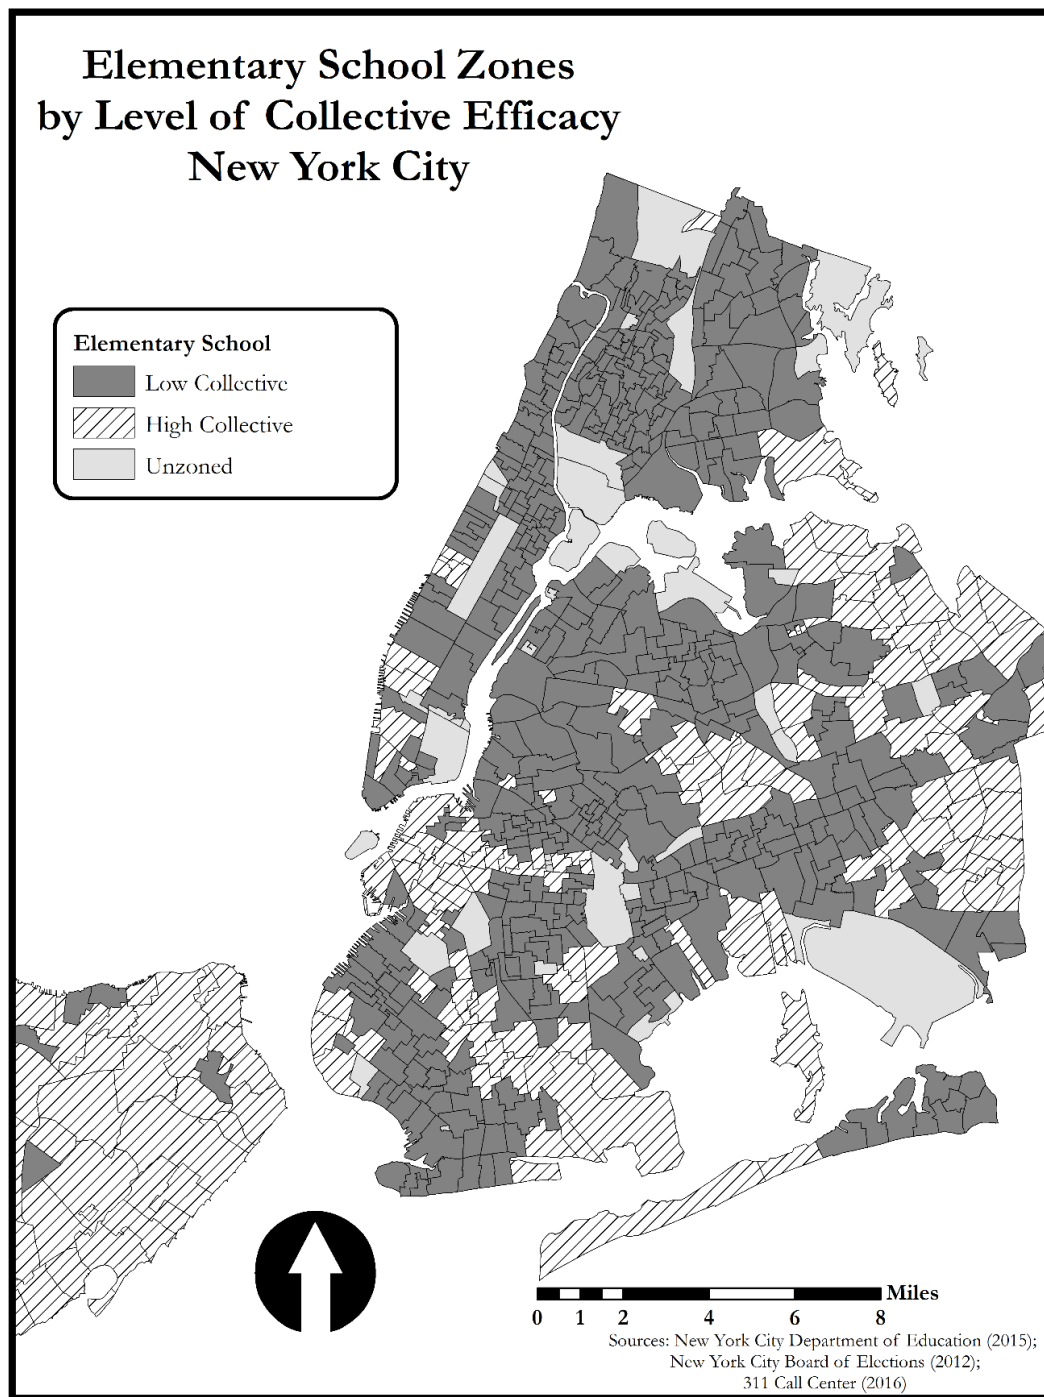 Elementary School Zones
by Level of Collective Efficacy
New York City
Elementary School
Low Collective
High Collective
Unzoned
Miles
0 1 2 4 6 8
Sources: New York City Department of Education (2015);
New York City Board of Elections (2012);
311 Call Center (2016)